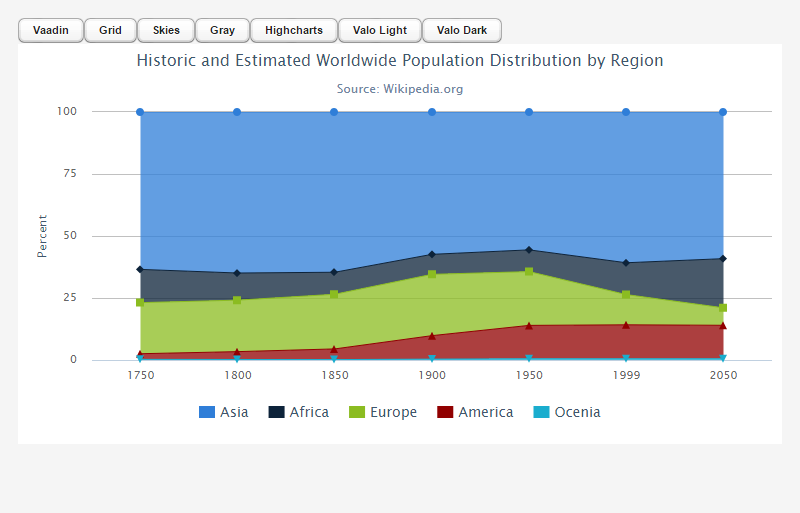 Vaadin Grid Skies Gray Highcharts Valo Light Valo Dark
Historic and Estimated Worldwide Population Distribution by Region
Source: Wikipedia.org
Percent
100
75
50
25
0
1750 1800 1850 1900 1950 1999 2050
Asia Africa Europe America Ocenia